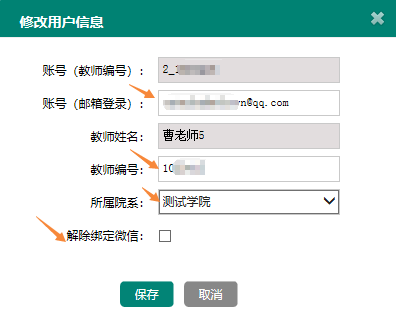 修改用户信息
账号（教师编号）： 2_
账号（邮箱登录）： n@qq.com
教师姓名： 曹老师5
教师编号： 10
所属院系： 测试学院
解除绑定微信：
保存 取消